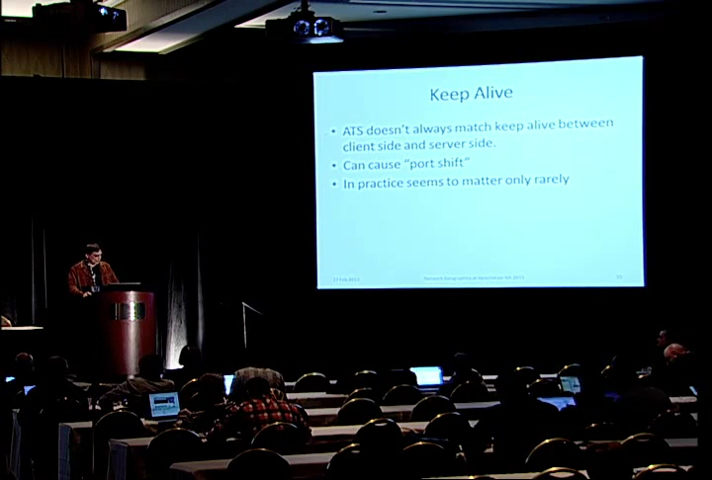 Keep Alive
• ATS doesn't always match keep alive between
client side and server side.
• Can cause "port shift"
• In practice seems to matter only rarely